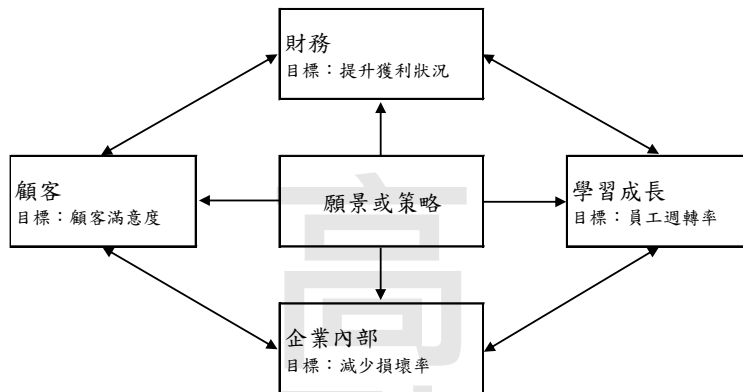 財務
目標：提升獲利狀況
顧客
目標：顧客滿意度
願景或策略
學習成長
目標：員工週轉率
企業內部
目標：減少損壞率
高